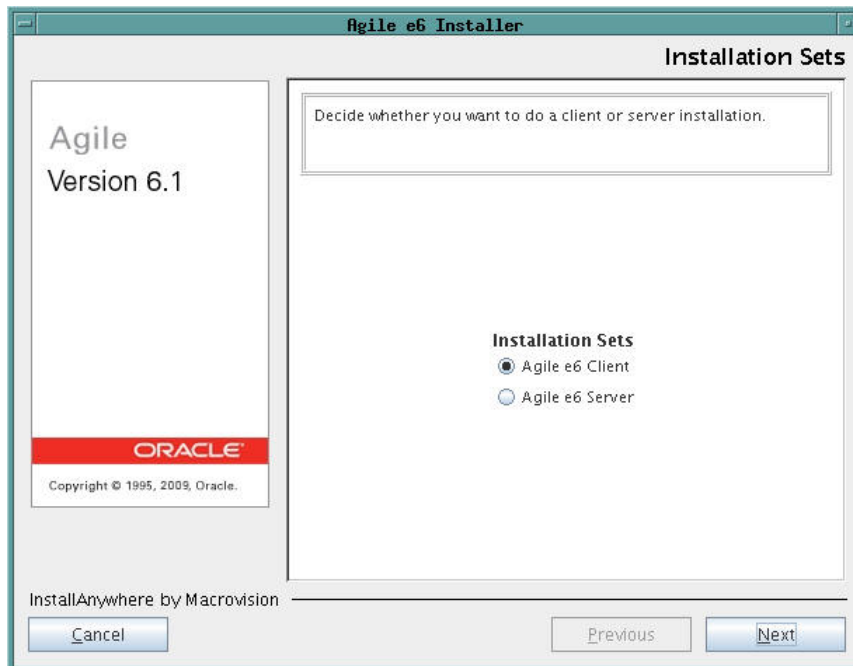 Agile e6 Installer
Installation Sets
Agile
Version 6.1
ORACLE
Copyright © 1995, 2009, Oracle.
Decide whether you want to do a client or server installation.
Installation Sets
Agile e6 Client
Agile e6 Server
InstallAnywhere by Macrovision
Cancel
Previous
Next